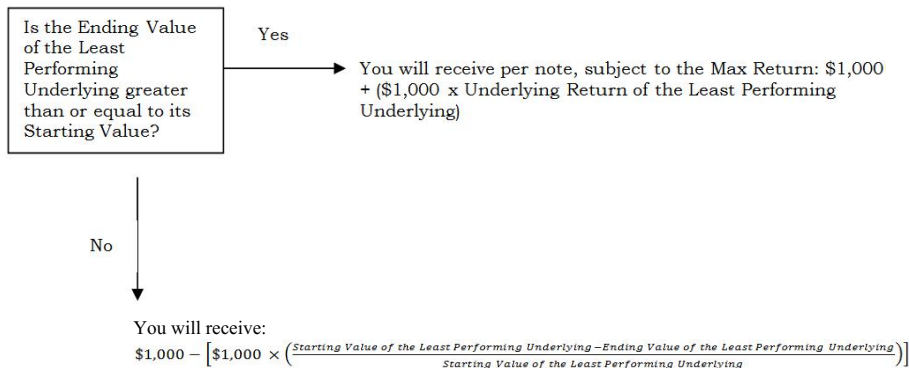 Is the Ending Value
of the Least
Performing
Underlying greater
than or equal to its
Starting Value?
Yes
You will receive per note, subject to the Max Return: $1,000
+ ($1,000 x Underlying Return of the Least Performing
Underlying)
No
You will receive:
$1,000 − [$1,000 × (Starting Value of the Least Performing Underlying −Ending Value of the Least Performing Underlying / Starting Value of the Least Performing Underlying)]